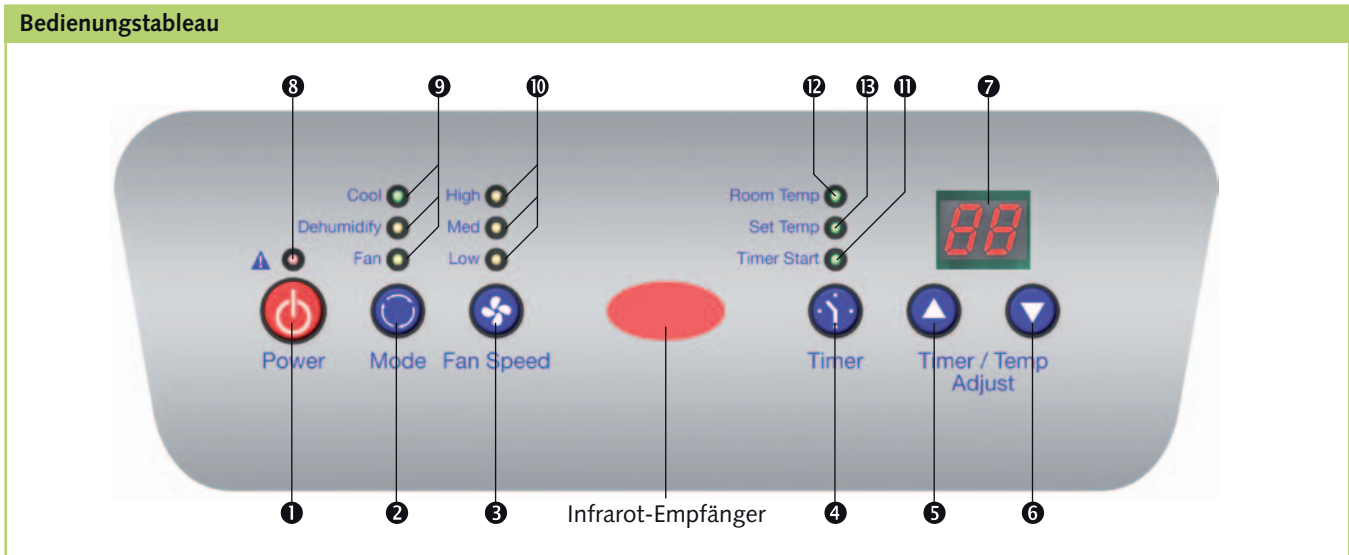 Bedienungstableau
8 9 10 12 13 11 7
Cool High Room Temp 88
Dehumidify Med Set Temp
Fan Low Timer Start
Power Mode Fan Speed Timer Timer / Temp
Adjust
1 2 3 Infrarot-Empfänger 4 5 6